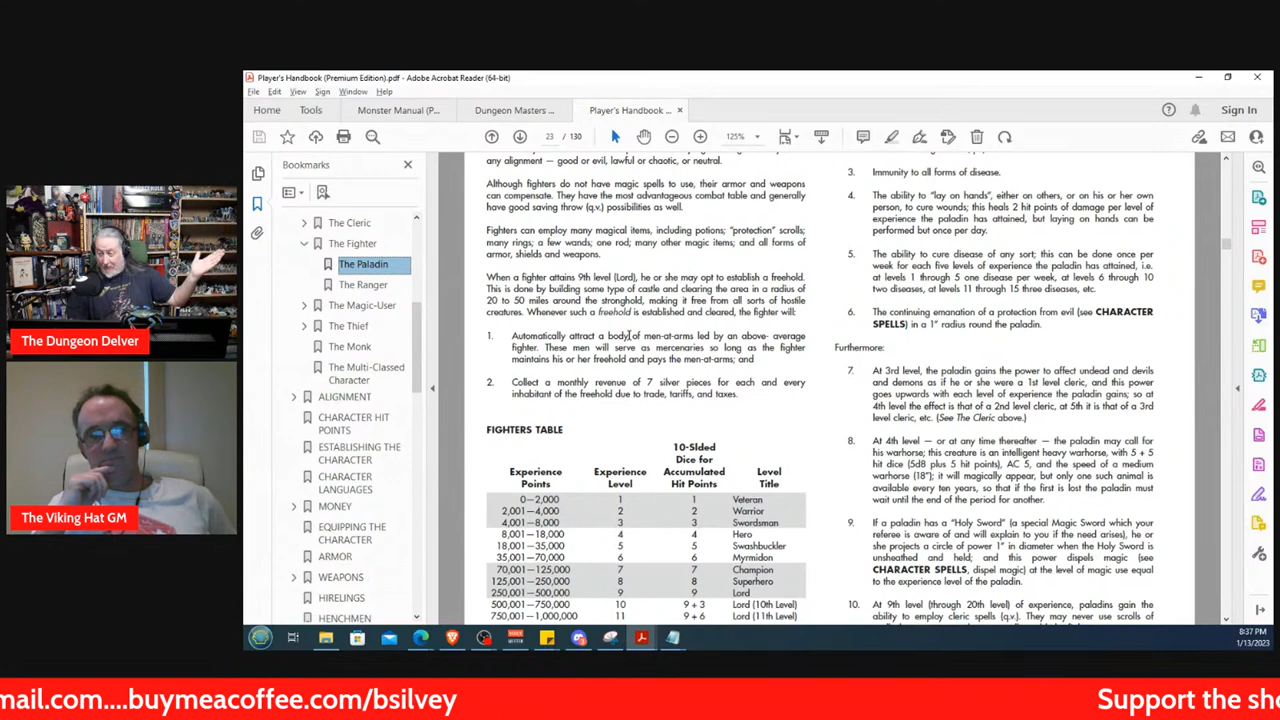 Player's Handbook (Premium Edition).pdf - Adobe Acrobat Reader (64-bit)
File Edit View Sign Window Help
Home Tools Monster Manual (P... Dungeon Masters ... Player's Handbook ... × Sign In
23 / 130 125%
Bookmarks
The Cleric
The Fighter
The Paladin
The Ranger
The Magic-User
The Thief
The Monk
The Multi-Classed
Character
ALIGNMENT
CHARACTER HIT
POINTS
ESTABLISHING THE
CHARACTER
CHARACTER
LANGUAGES
MONEY
EQUIPPING THE
CHARACTER
ARMOR
WEAPONS
HIRELINGS
HENCHMEN
any alignment — good or evil, lawful or chaotic, or neutral.
Although fighters do not have magic spells to use, their armor and weapons
can compensate. They have the most advantageous combat table and generally
have good saving throw (q.v.) possibilities as well.
Fighters can employ many magical items, including potions; "protection" scrolls;
many rings; a few wands; one rod; many other magic items; and all forms of
armor, shields and weapons.
When a fighter attains 9th level (Lord), he or she may opt to establish a freehold.
This is done by building some type of castle and clearing the area in a radius of
20 to 50 miles around the stronghold, making it free from all sorts of hostile
creatures. Whenever such a freehold is established and cleared, the fighter will:
1. Automatically attract a body of men-at-arms led by an above- average
fighter. These men will serve as mercenaries so long as the fighter
maintains his or her freehold and pays the men-at-arms; and
2. Collect a monthly revenue of 7 silver pieces for each and every
inhabitant of the freehold due to trade, tariffs, and taxes.
FIGHTERS TABLE
10-Sided
Dice for
Experience Experience Accumulated Level
Points Level Hit Points Title
0—2,000 1 1 Veteran
2,001—4,000 2 2 Warrior
4,001—8,000 3 3 Swordsman
8,001—18,000 4 4 Hero
18,001—35,000 5 5 Swashbuckler
35,001—70,000 6 6 Myrmidon
70,001—125,000 7 7 Champion
125,001—250,000 8 8 Superhero
250,001—500,000 9 9 Lord
500,001—750,000 10 9 + 3 Lord (10th Level)
750,001—1,000,000 11 9 + 6 Lord (11th Level)
3. Immunity to all forms of disease.
4. The ability to "lay on hands", either on others, or on his or her own
person, to cure wounds; this heals 2 hit points of damage per level of
experience the paladin has attained, but laying on hands can be
performed but once per day.
5. The ability to cure disease of any sort; this can be done once per
week for each five levels of experience the paladin has attained, i.e.
at levels 1 through 5 one disease per week, at levels 6 through 10
two diseases, at levels 11 through 15 three diseases, etc.
6. The continuing emanation of a protection from evil (see CHARACTER
SPELLS) in a 1" radius round the paladin.
Furthermore:
7. At 3rd level, the paladin gains the power to affect undead and devils
and demons as if he or she were a 1st level cleric, and this power
goes upwards with each level of experience the paladin gains; so at
4th level the effect is that of a 2nd level cleric, at 5th it is that of a 3rd
level cleric, etc. (See The Cleric above.)
8. At 4th level — or at any time thereafter — the paladin may call for
his warhorse; this creature is an intelligent heavy warhorse, with 5 + 5
hit dice (5d8 plus 5 hit points), AC 5, and the speed of a medium
warhorse (18"); it will magically appear, but only one such animal is
available every ten years, so that if the first is lost the paladin must
wait until the end of the period for another.
9. If a paladin has a "Holy Sword" (a special Magic Sword which your
referee is aware of and will explain to you if the need arises), he or
she projects a circle of power 1" in diameter when the Holy Sword is
unsheathed and held; and this power dispels magic (see
CHARACTER SPELLS, dispel magic) at the level of magic use equal
to the experience level of the paladin.
10. At 9th level (through 20th level) of experience, paladins gain the
ability to employ cleric spells (q.v.). They may never use scrolls of
The Dungeon Delver
The Viking Hat GM
8:37 PM
1/13/2023
mail.com....buymeacoffee.com/bsilvey Support the sho